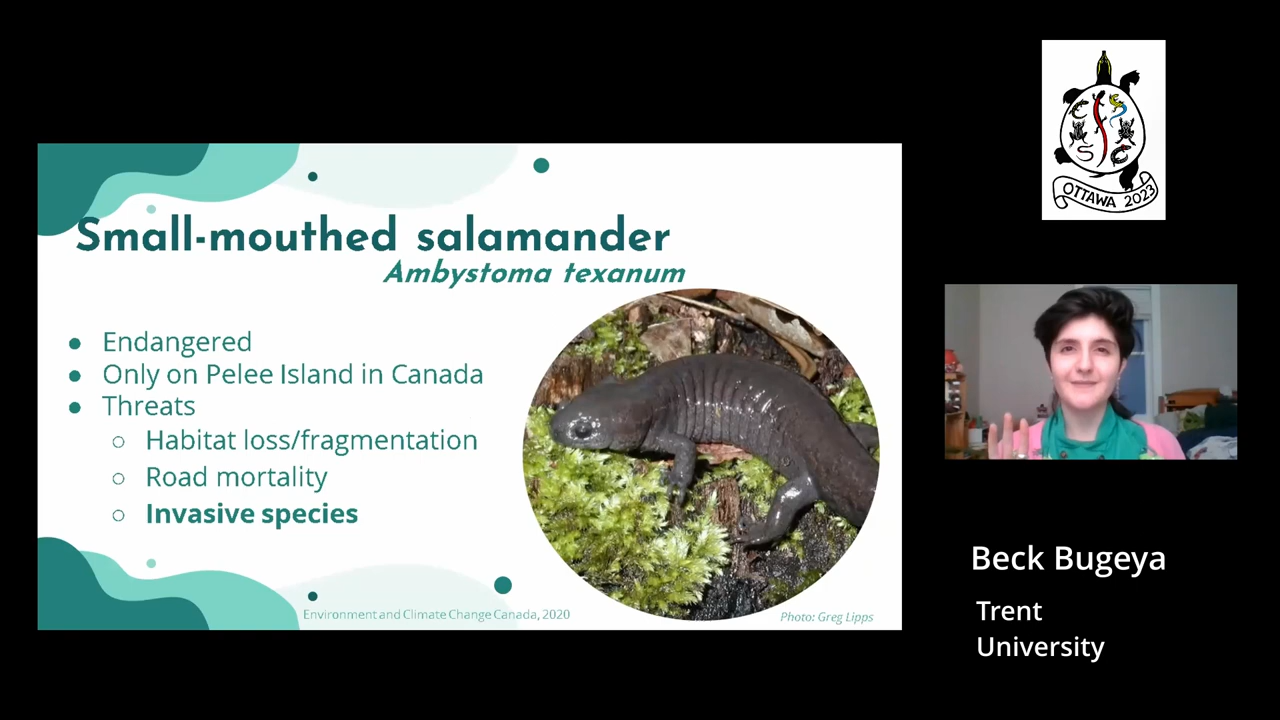 Small-mouthed salamander
Ambystoma texanum
● Endangered
● Only on Pelee Island in Canada
● Threats
○ Habitat loss/fragmentation
○ Road mortality
○ Invasive species
Environment and Climate Change Canada, 2020
Photo: Greg Lipps
OTTAWA 2023
Beck Bugeya
Trent
University